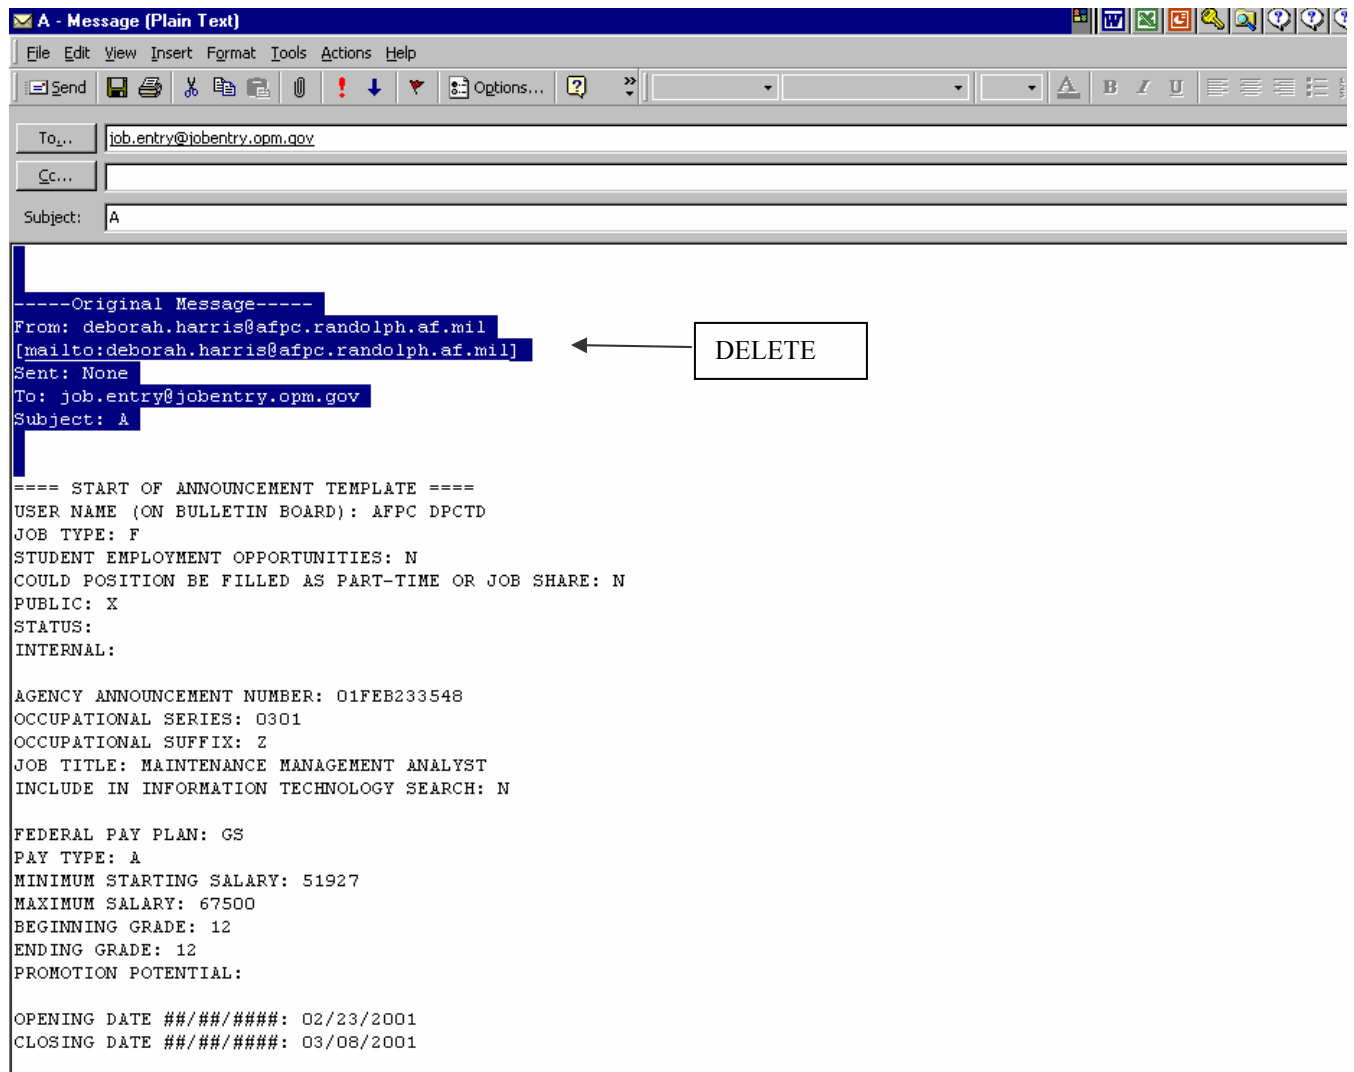 A - Message (Plain Text)
File Edit View Insert Format Tools Actions Help
Send Options...
To... job.entry@jobentry.opm.gov
Cc...
Subject: A
-----Original Message-----
From: deborah.harris@afpc.randolph.af.mil
[mailto:deborah.harris@afpc.randolph.af.mil]
DELETE
Sent: None
To: job.entry@jobentry.opm.gov
Subject: A
==== START OF ANNOUNCEMENT TEMPLATE ====
USER NAME (ON BULLETIN BOARD): AFPC DPCTD
JOB TYPE: F
STUDENT EMPLOYMENT OPPORTUNITIES: N
COULD POSITION BE FILLED AS PART-TIME OR JOB SHARE: N
PUBLIC: X
STATUS:
INTERNAL:
AGENCY ANNOUNCEMENT NUMBER: 01FEB233548
OCCUPATIONAL SERIES: 0301
OCCUPATIONAL SUFFIX: Z
JOB TITLE: MAINTENANCE MANAGEMENT ANALYST
INCLUDE IN INFORMATION TECHNOLOGY SEARCH: N
FEDERAL PAY PLAN: GS
PAY TYPE: A
MINIMUM STARTING SALARY: 51927
MAXIMUM SALARY: 67500
BEGINNING GRADE: 12
ENDING GRADE: 12
PROMOTION POTENTIAL:
OPENING DATE ##/##/####: 02/23/2001
CLOSING DATE ##/##/####: 03/08/2001